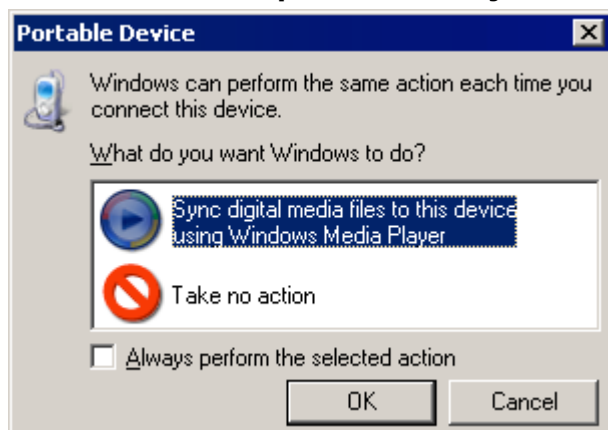 Portable Device
Windows can perform the same action each time you
connect this device.
What do you want Windows to do?
Sync digital media files to this device
using Windows Media Player
Take no action
Always perform the selected action
OK
Cancel